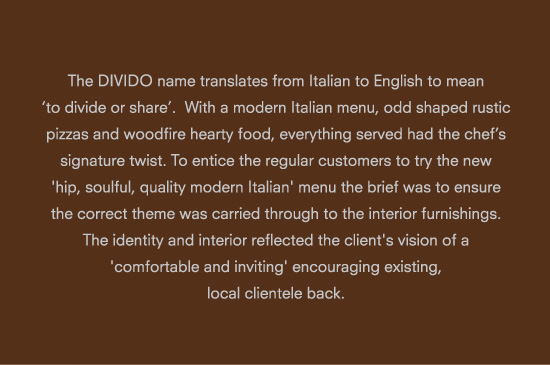 The DIVIDO name translates from Italian to English to mean
‘to divide or share’.  With a modern Italian menu, odd shaped rustic
pizzas and woodfire hearty food, everything served had the chef’s
signature twist. To entice the regular customers to try the new
'hip, soulful, quality modern Italian' menu the brief was to ensure
the correct theme was carried through to the interior furnishings.
The identity and interior reflected the client's vision of a
'comfortable and inviting' encouraging existing,
local clientele back.